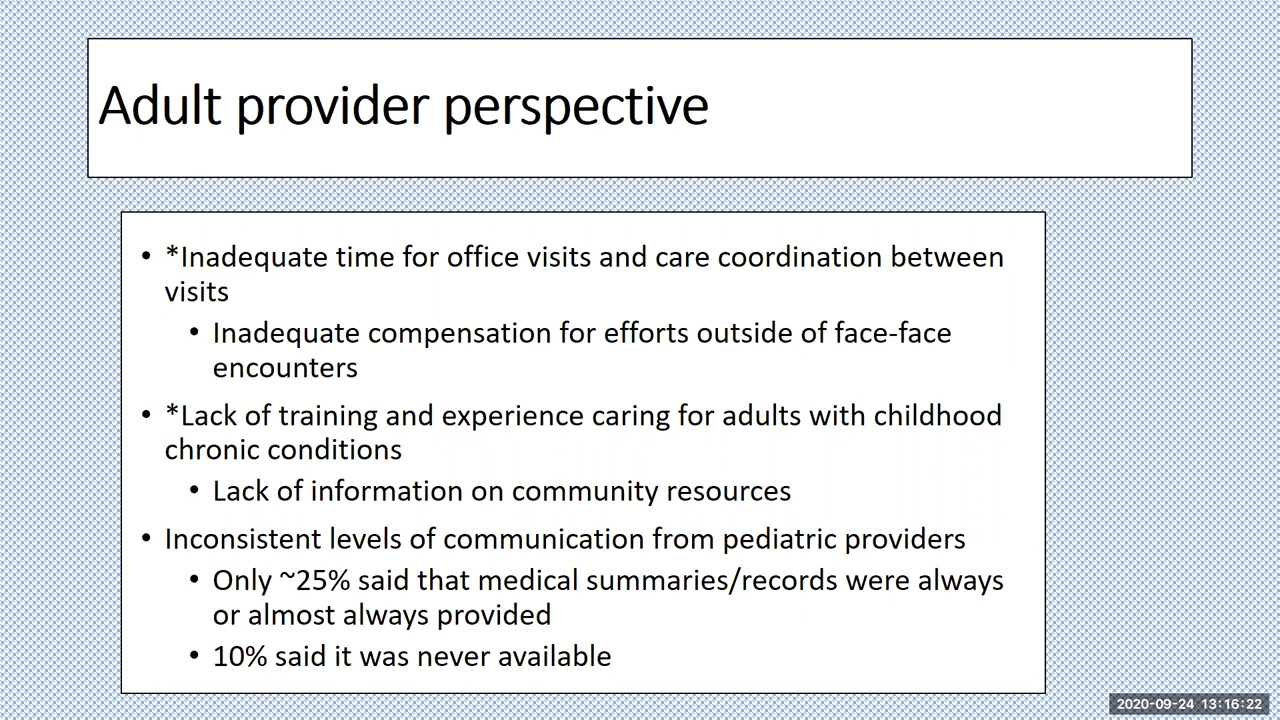 Adult provider perspective
• *Inadequate time for office visits and care coordination between
visits
• Inadequate compensation for efforts outside of face-face
encounters
• *Lack of training and experience caring for adults with childhood
chronic conditions
• Lack of information on community resources
• Inconsistent levels of communication from pediatric providers
• Only ~25% said that medical summaries/records were always
or almost always provided
• 10% said it was never available
2020-09-24 13:16:22